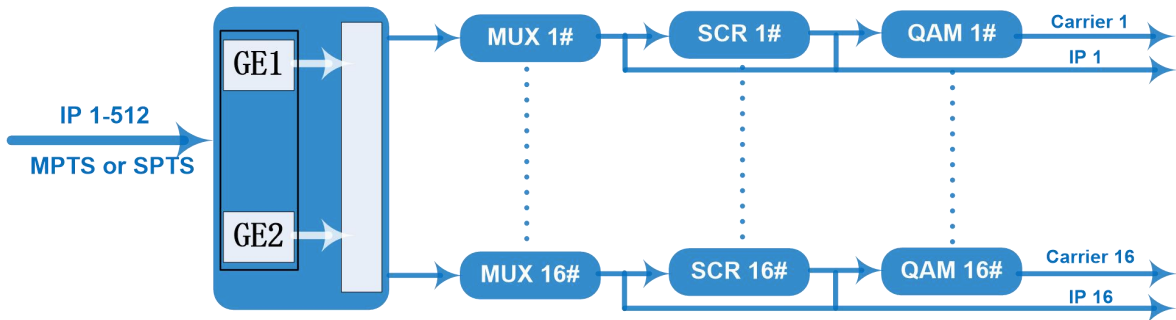 IP 1-512
MPTS or SPTS
GE1
GE2
MUX 1#
SCR 1#
QAM 1#
Carrier 1
IP 1
MUX 16#
SCR 16#
QAM 16#
Carrier 16
IP 16